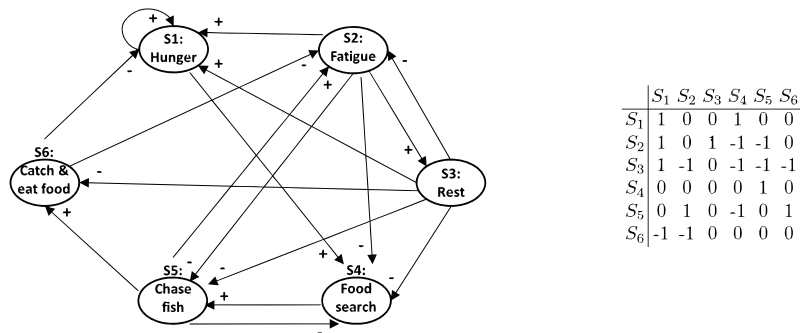 +
S1:
Hunger
+
-
+
S2:
Fatigue
-
+
-
S6:
Catch &
eat food
-
+
+
S3:
Rest
S5:
Chase
fish
-
-
+
+
-
S4:
Food
search
-
S₁ S₂ S₃ S₄ S₅ S₆
S₁ 1 0 0 1 0 0
S₂ 1 0 1 -1 -1 0
S₃ 1 -1 0 -1 -1 -1
S₄ 0 0 0 0 1 0
S₅ 0 1 0 -1 0 1
S₆ -1 -1 0 0 0 0